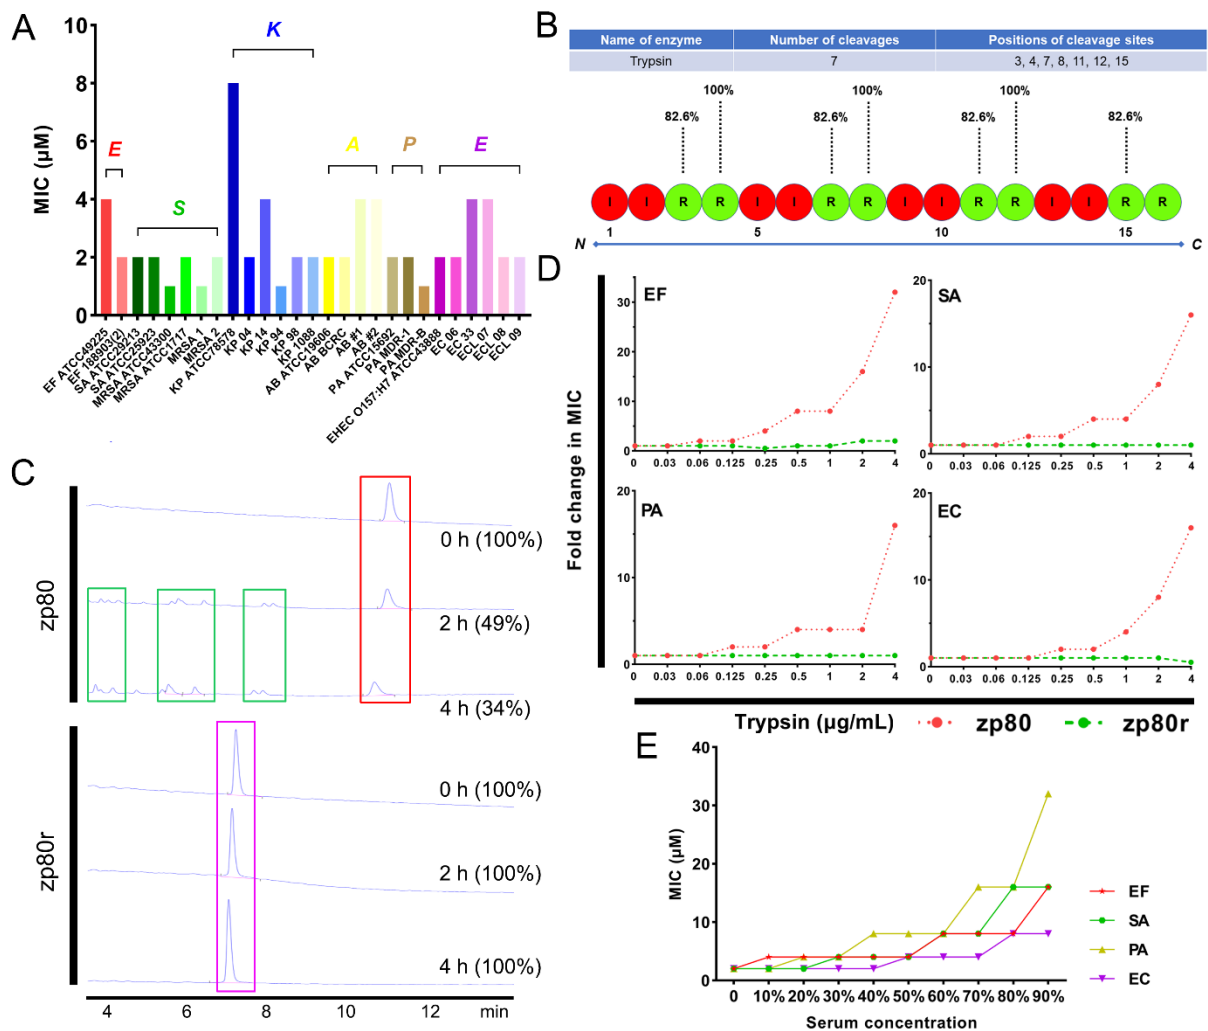 A
10
8
6
4
2
0
MIC (μM)
E
S
K
A
P
E
EF ATCC49225
EF 188903(2)
SA ATCC29213
SA ATCC25923
MRSA ATCC43300
MRSA ATCC1717
MRSA 1
MRSA 2
KP ATCC78578
KP 04
KP 14
KP 94
KP 98
KP 1088
AB ATCC19606
AB BCRC
AB #1
AB #2
PA ATCC15692
PA MDR-1
PA MDR-B
EHEC O157:H7 ATCC43888
EC 06
EC 33
ECL 07
ECL 08
ECL 09
B
Name of enzyme Number of cleavages Positions of cleavage sites
Trypsin 7 3, 4, 7, 8, 11, 12, 15
100% 100% 100%
82.6% 82.6% 82.6% 82.6%
I I R R I I R R I I R R I I R R
1 5 10 15
N C
C
zp80
0 h (100%)
2 h (49%)
4 h (34%)
zp80r
0 h (100%)
2 h (100%)
4 h (100%)
4 6 8 10 12 min
D
Fold change in MIC
EF
30
20
10
0
0 0.03 0.06 0.125 0.25 0.5 1 2 4
SA
20
10
0
0 0.03 0.06 0.125 0.25 0.5 1 2 4
PA
20
10
0
0 0.03 0.06 0.125 0.25 0.5 1 2 4
EC
20
10
0
0 0.03 0.06 0.125 0.25 0.5 1 2 4
Trypsin (μg/mL) zp80 zp80r
E
40
30
20
10
0
MIC (μM)
0 10% 20% 30% 40% 50% 60% 70% 80% 90%
Serum concentration
EF
SA
PA
EC